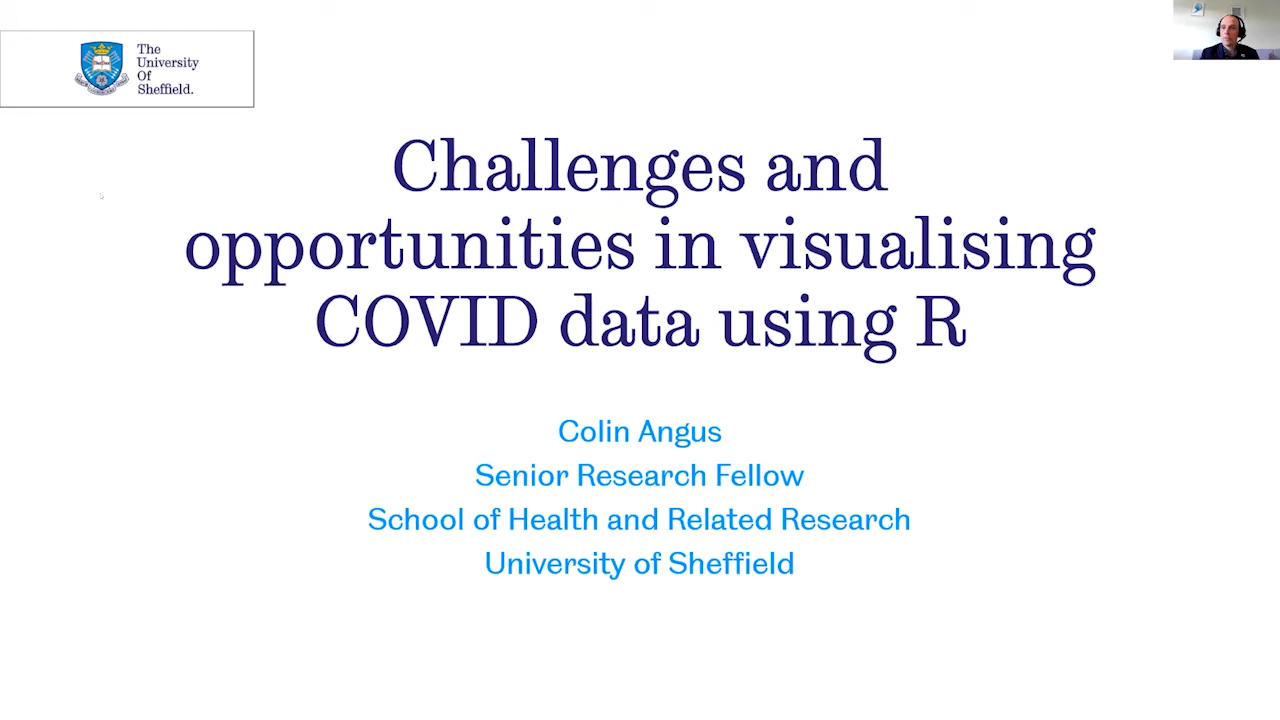 The
University
Of
Sheffield.
Challenges and
opportunities in visualising
COVID data using R
Colin Angus
Senior Research Fellow
School of Health and Related Research
University of Sheffield